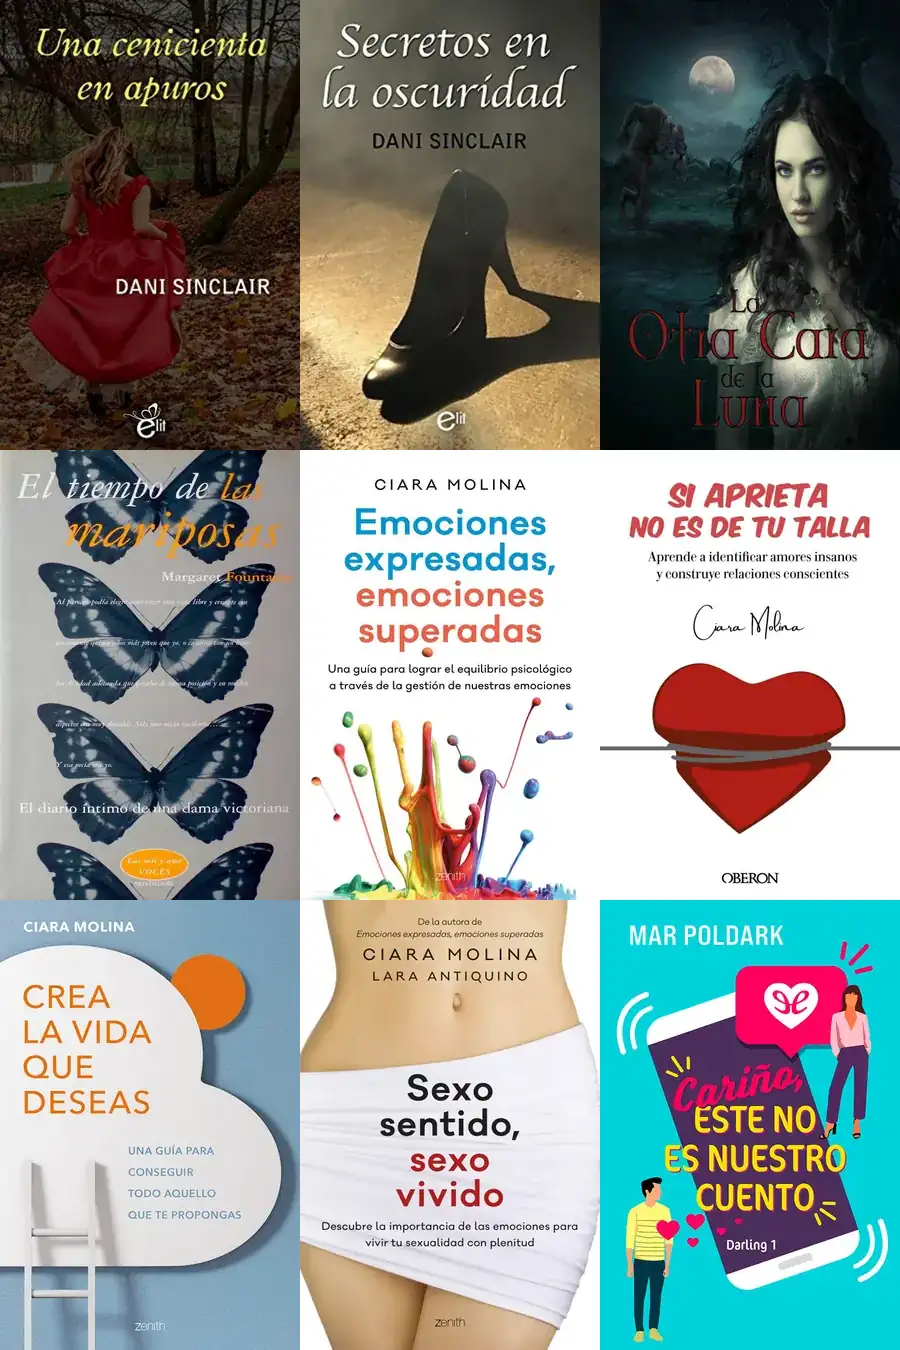 Una cenicienta
en apuros
DANI SINCLAIR
elit
Secretos en
la oscuridad
DANI SINCLAIR
elit
La
Otra Cara
de la
Luna
El tiempo de las
mariposas
Margaret Fountaine
El diario íntimo de una dama victoriana
Las mil y una
VOCES
CIARA MOLINA
Emociones
expresadas,
emociones
superadas
Una guía para lograr el equilibrio psicológico
a través de la gestión de nuestras emociones
zenith
SI APRIETA
NO ES DE TU TALLA
Aprende a identificar amores insanos
y construye relaciones conscientes
Ciara Molina
OBERON
CIARA MOLINA
CREA
LA VIDA
QUE
DESEAS
UNA GUÍA PARA
CONSEGUIR
TODO AQUELLO
QUE TE PROPONGAS
zenith
De la autora de
Emociones expresadas, emociones superadas
CIARA MOLINA
LARA ANTIQUINO
Sexo
sentido,
sexo
vivido
Descubre la importancia de las emociones para
vivir tu sexualidad con plenitud
zenith
MAR POLDARK
Cariño,
ESTE NO
ES NUESTRO
CUENTO
Darling 1